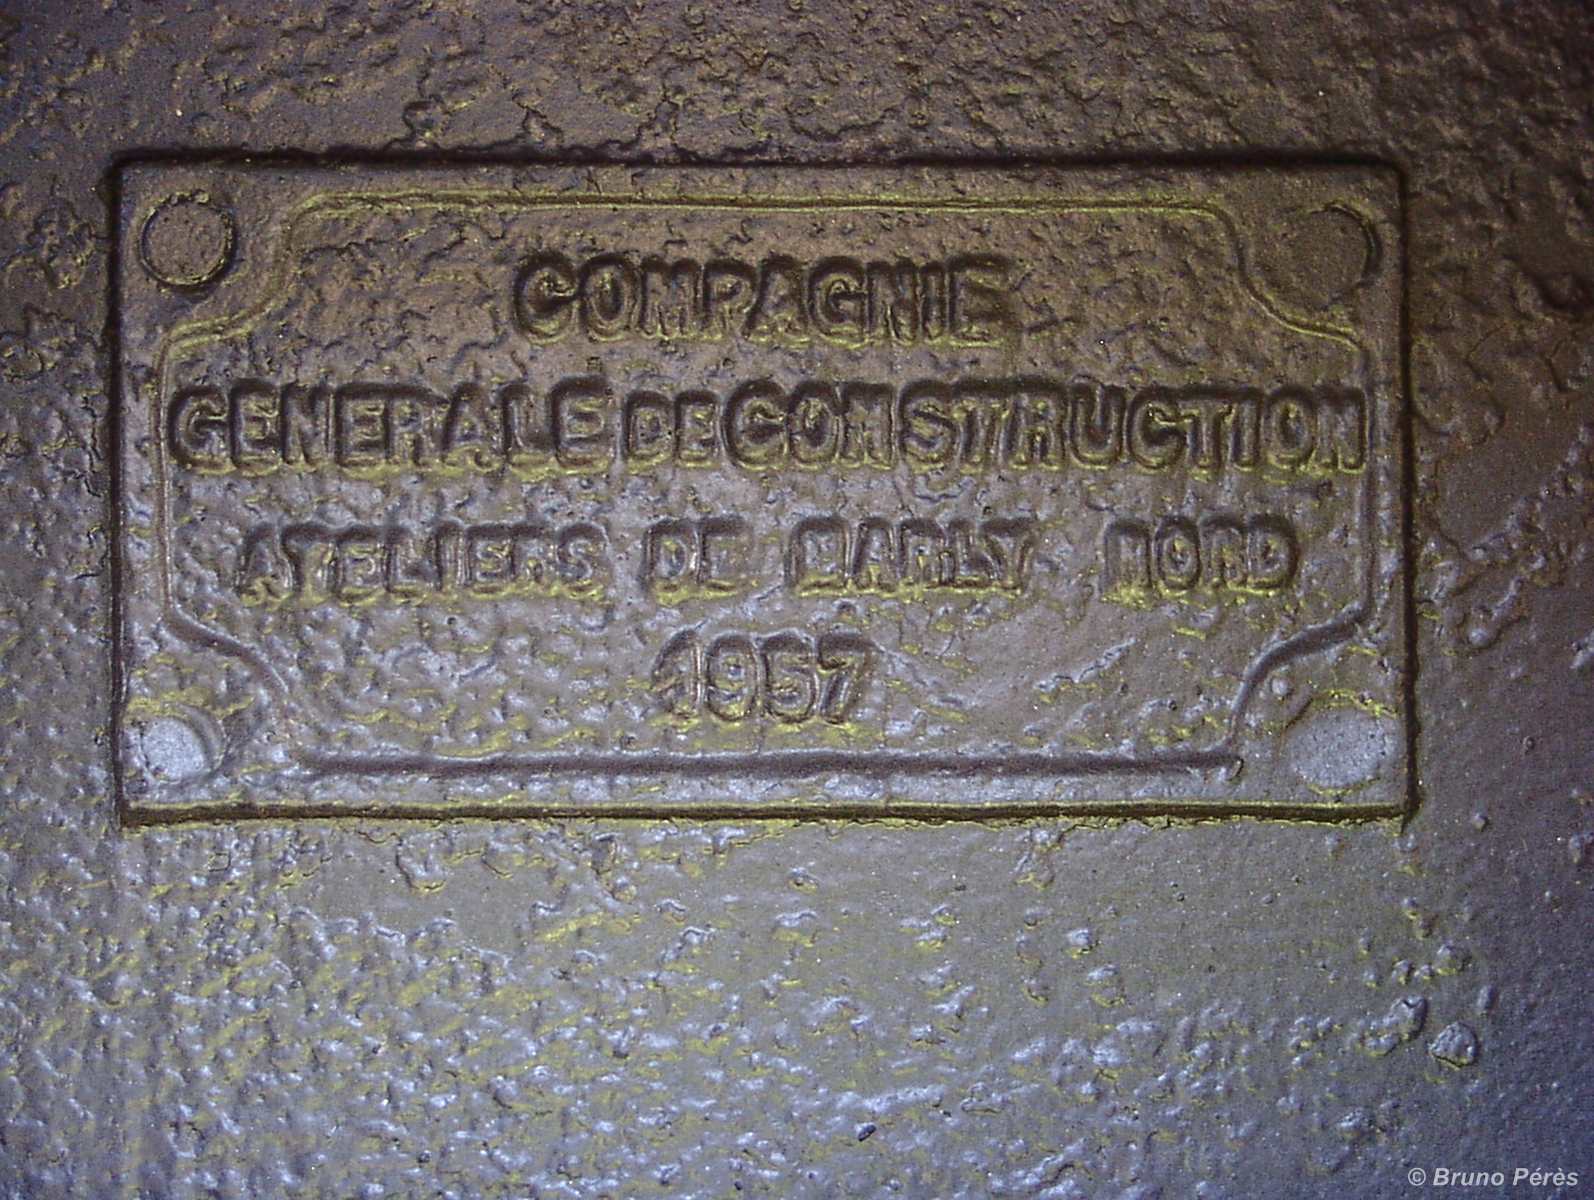 COMPAGNIE
GENERALE DE CONSTRUCTION
ATELIERS DE MARLY NORD
1957
© Bruno Pérès